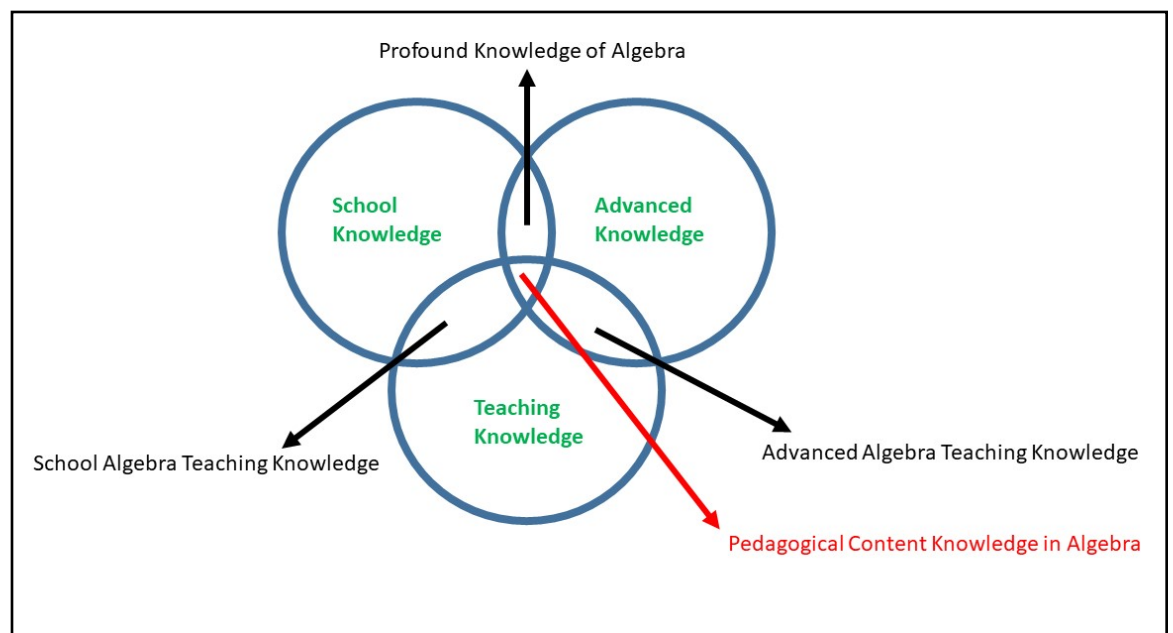 Profound Knowledge of Algebra
School
Knowledge
Advanced
Knowledge
Teaching
Knowledge
School Algebra Teaching Knowledge
Advanced Algebra Teaching Knowledge
Pedagogical Content Knowledge in Algebra